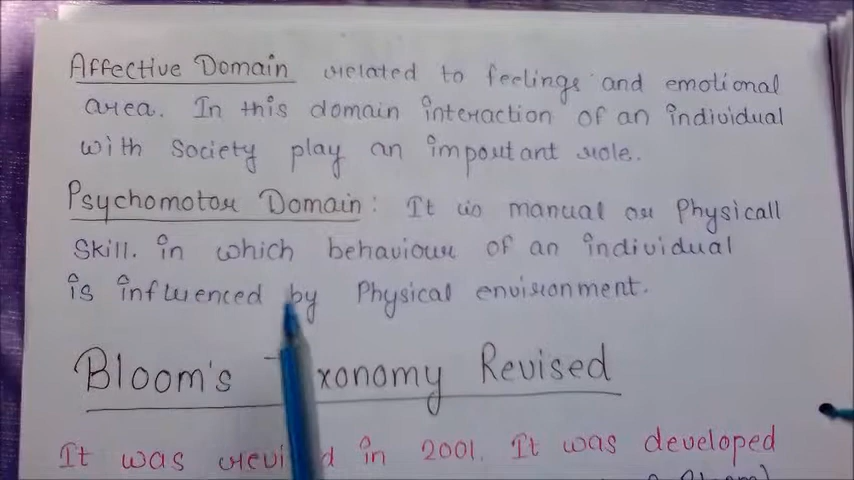 Affective Domain related to feelings and emotional
area. In this domain interaction of an individual
with Society play an important role.
Psychomotor Domain: It is manual or Physicall
Skill. in which behaviour of an individual
is influenced by Physical environment.
Bloom's Revised
It was in 2001. It was developed